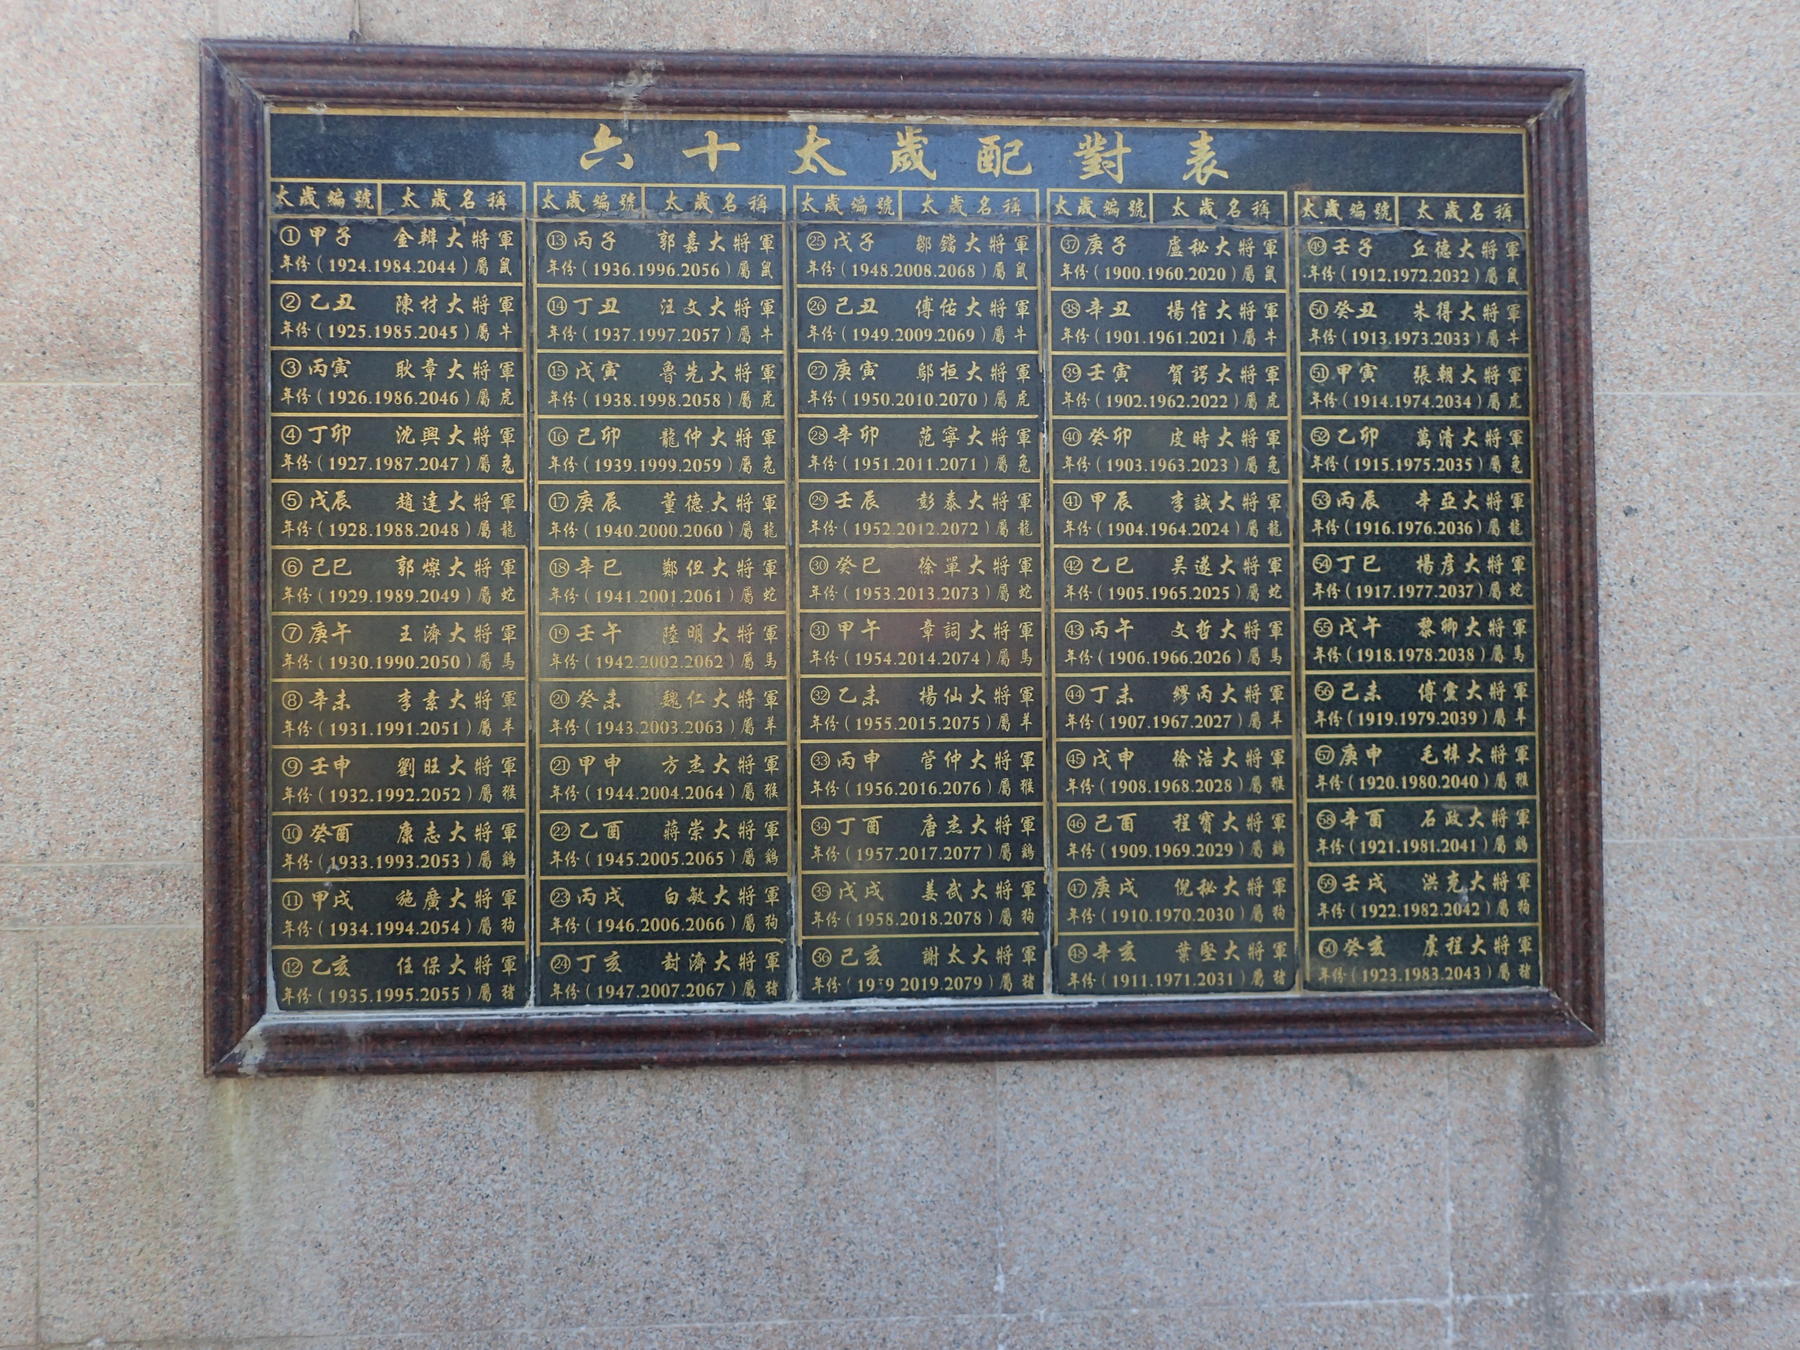 六十太歲配對表
太歲編號 太歲名稱
①甲子 金辦大將軍
年份(1924.1984.2044)屬鼠
②乙丑 陳材大將軍
年份(1925.1985.2045)屬牛
③丙寅 耿章大將軍
年份(1926.1986.2046)屬虎
④丁卯 沈興大將軍
年份(1927.1987.2047)屬兔
⑤戊辰 趙達大將軍
年份(1928.1988.2048)屬龍
⑥己巳 郭燦大將軍
年份(1929.1989.2049)屬蛇
⑦庚午 王濟大將軍
年份(1930.1990.2050)屬馬
⑧辛未 李素大將軍
年份(1931.1991.2051)屬羊
⑨壬申 劉旺大將軍
年份(1932.1992.2052)屬猴
⑩癸酉 康志大將軍
年份(1933.1993.2053)屬鷄
⑪甲戌 施廣大將軍
年份(1934.1994.2054)屬狗
⑫乙亥 任保大將軍
年份(1935.1995.2055)屬猪
太歲編號 太歲名稱
⑬丙子 郭嘉大將軍
年份(1936.1996.2056)屬鼠
⑭丁丑 汪文大將軍
年份(1937.1997.2057)屬牛
⑮戊寅 魯先大將軍
年份(1938.1998.2058)屬虎
⑯己卯 龍仲大將軍
年份(1939.1999.2059)屬兔
⑰庚辰 董德大將軍
年份(1940.2000.2060)屬龍
⑱辛巳 鄭但大將軍
年份(1941.2001.2061)屬蛇
⑲壬午 陸明大將軍
年份(1942.2002.2062)屬馬
⑳癸未 魏仁大將軍
年份(1943.2003.2063)屬羊
㉑甲申 方杰大將軍
年份(1944.2004.2064)屬猴
㉒乙酉 蔣崇大將軍
年份(1945.2005.2065)屬鷄
㉓丙戌 白敏大將軍
年份(1946.2006.2066)屬狗
㉔丁亥 封濟大將軍
年份(1947.2007.2067)屬猪
太歲編號 太歲名稱
㉕戊子 鄒鐺大將軍
年份(1948.2008.2068)屬鼠
㉖己丑 傅佑大將軍
年份(1949.2009.2069)屬牛
㉗庚寅 鄔桓大將軍
年份(1950.2010.2070)屬虎
㉘辛卯 范寧大將軍
年份(1951.2011.2071)屬兔
㉙壬辰 彭泰大將軍
年份(1952.2012.2072)屬龍
㉚癸巳 徐單大將軍
年份(1953.2013.2073)屬蛇
㉛甲午 章詞大將軍
年份(1954.2014.2074)屬馬
㉜乙未 楊仙大將軍
年份(1955.2015.2075)屬羊
㉝丙申 管仲大將軍
年份(1956.2016.2076)屬猴
㉞丁酉 唐杰大將軍
年份(1957.2017.2077)屬鷄
㉟戊戌 姜武大將軍
年份(1958.2018.2078)屬狗
㊱己亥 謝太大將軍
年份(1959 2019.2079)屬猪
太歲編號 太歲名稱
㊲庚子 盧秘大將軍
年份(1900.1960.2020)屬鼠
㊳辛丑 楊信大將軍
年份(1901.1961.2021)屬牛
㊴壬寅 賀諤大將軍
年份(1902.1962.2022)屬虎
㊵癸卯 皮時大將軍
年份(1903.1963.2023)屬兔
㊶甲辰 李誠大將軍
年份(1904.1964.2024)屬龍
㊷乙巳 吴遂大將軍
年份(1905.1965.2025)屬蛇
㊸丙午 文哲大將軍
年份(1906.1966.2026)屬馬
㊹丁未 繆丙大將軍
年份(1907.1967.2027)屬羊
㊺戊申 徐浩大將軍
年份(1908.1968.2028)屬猴
㊻己酉 程寶大將軍
年份(1909.1969.2029)屬鷄
㊼庚戌 倪秘大將軍
年份(1910.1970.2030)屬狗
㊽辛亥 葉堅大將軍
年份(1911.1971.2031)屬猪
太歲編號 太歲名稱
㊾壬子 丘德大將軍
年份(1912.1972.2032)屬鼠
㊿癸丑 朱得大將軍
年份(1913.1973.2033)屬牛
51甲寅 張朝大將軍
年份(1914.1974.2034)屬虎
52乙卯 萬清大將軍
年份(1915.1975.2035)屬兔
53丙辰 辛亞大將軍
年份(1916.1976.2036)屬龍
54丁巳 楊彦大將軍
年份(1917.1977.2037)屬蛇
55戊午 黎卿大將軍
年份(1918.1978.2038)屬馬
56己未 傅黨大將軍
年份(1919.1979.2039)屬羊
57庚申 毛梓大將軍
年份(1920.1980.2040)屬猴
58辛酉 石政大將軍
年份(1921.1981.2041)屬鷄
59壬戌 洪充大將軍
年份(1922.1982.2042)屬狗
60癸亥 虞程大將軍
年份(1923.1983.2043)屬猪